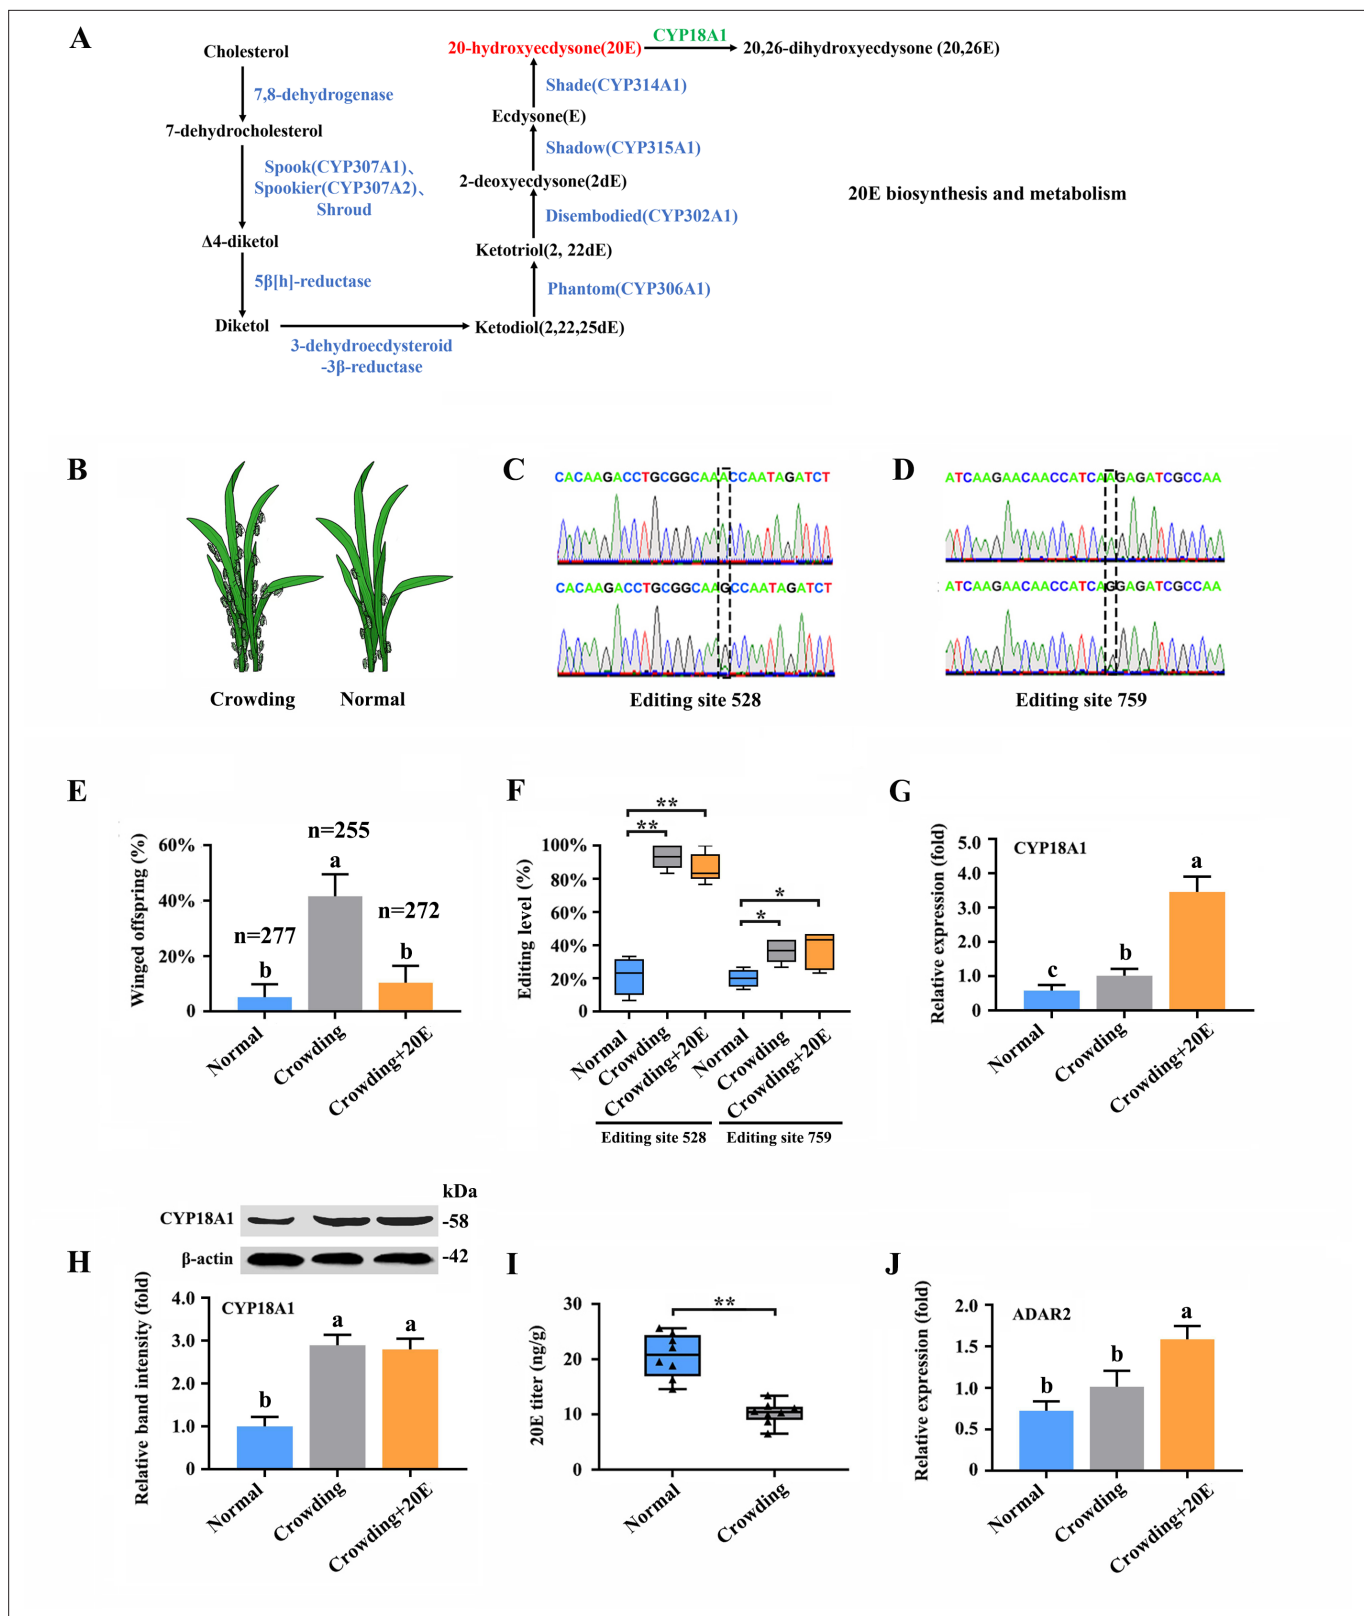 A
Cholesterol
7,8-dehydrogenase
7-dehydrocholesterol
Spook(CYP307A1)、
Spookier(CYP307A2)、
Shroud
Δ4-diketol
5β[h]-reductase
Diketol
3-dehydroecdysteroid
-3β-reductase
20-hydroxyecdysone(20E)
CYP18A1
20,26-dihydroxyecdysone (20,26E)
Shade(CYP314A1)
Ecdysone(E)
Shadow(CYP315A1)
2-deoxyecdysone(2dE)
Disembodied(CYP302A1)
Ketotriol(2, 22dE)
Phantom(CYP306A1)
Ketodiol(2,22,25dE)
20E biosynthesis and metabolism
B
Crowding
Normal
C
CACAAGACCTGCGGCAAACCAATAGATCT
CACAAGACCTGCGGCAAGCCAATAGATCT
Editing site 528
D
ATCAAGAACAACCATCAAGAGATCGCCAA
ATCAAGAACAACCATCAGGAGATCGCCAA
Editing site 759
E
Winged offspring (%)
60%
40%
20%
0
n=277
b
n=255
a
n=272
b
Normal
Crowding
Crowding+20E
F
Editing level (%)
100%
80%
60%
40%
20%
0
**
**
*
*
Normal
Crowding
Crowding+20E
Normal
Crowding
Crowding+20E
Editing site 528
Editing site 759
G
Relative expression (fold)
CYP18A1
5.0
4.0
3.0
2.0
1.0
0
c
b
a
Normal
Crowding
Crowding+20E
H
kDa
CYP18A1
-58
β-actin
-42
Relative band intensity (fold)
CYP18A1
4.0
3.0
2.0
1.0
0
b
a
a
Normal
Crowding
Crowding+20E
I
20E titer (ng/g)
30
20
10
0
**
Normal
Crowding
J
Relative expression (fold)
ADAR2
2.0
1.5
1.0
0.5
0
b
b
a
Normal
Crowding
Crowding+20E